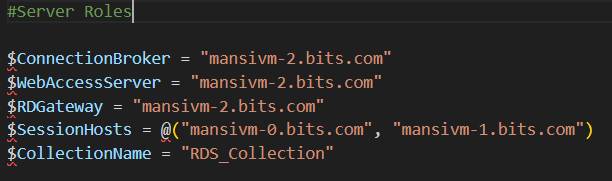 #Server Roles
$ConnectionBroker = "mansivm-2.bits.com"
$WebAccessServer = "mansivm-2.bits.com"
$RDGateway = "mansivm-2.bits.com"
$SessionHosts = @("mansivm-0.bits.com", "mansivm-1.bits.com")
$CollectionName = "RDS_Collection"